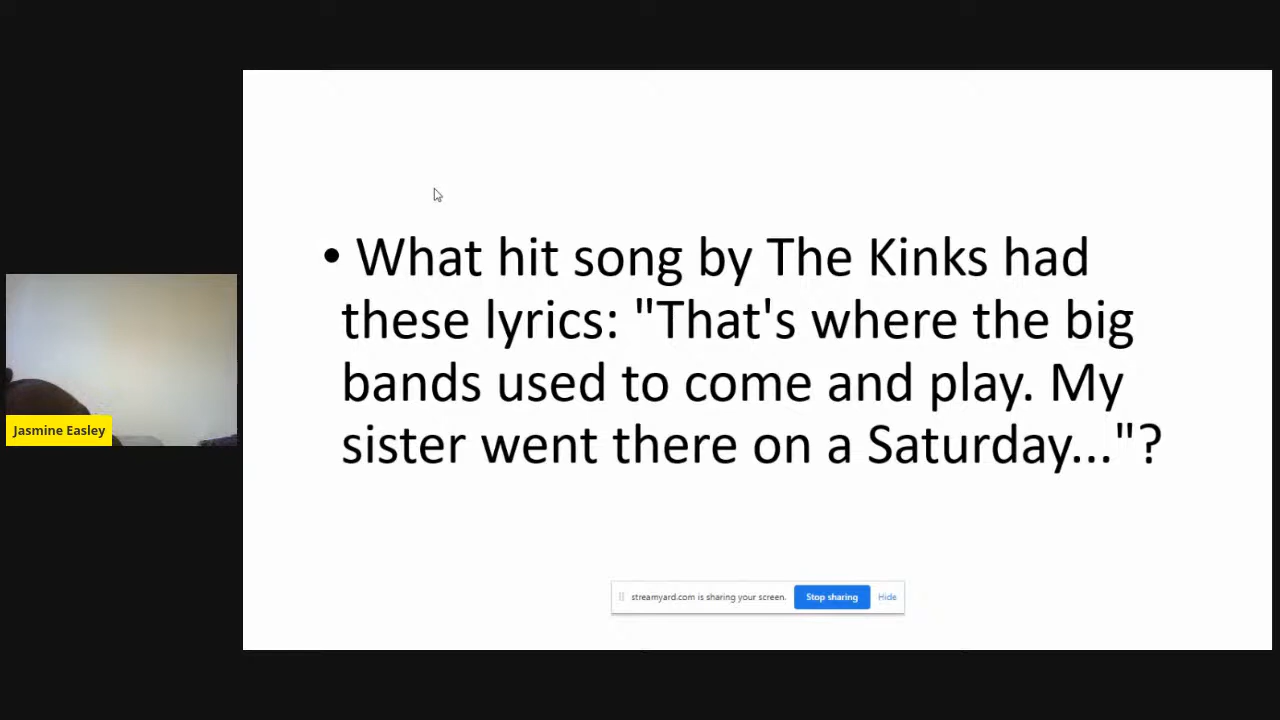 • What hit song by The Kinks had
these lyrics: "That's where the big
bands used to come and play. My
sister went there on a Saturday..."?
Jasmine Easley
streamyard.com is sharing your screen. Stop sharing Hide